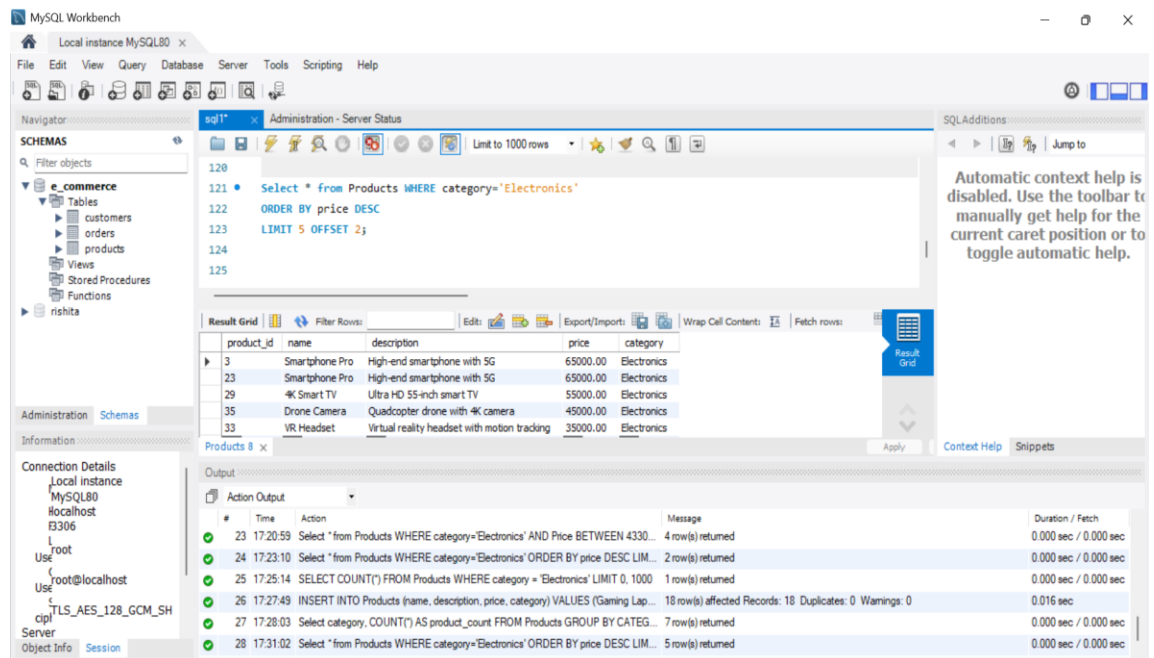 MySQL Workbench
Local instance MySQL80 ×
File Edit View Query Database Server Tools Scripting Help
Navigator
SCHEMAS
Filter objects
e_commerce
Tables
customers
orders
products
Views
Stored Procedures
Functions
rishita
Administration Schemas
Information
Connection Details
Local instance
MySQL80
localhost
3306
Use
root
Use
root@localhost
cipl
TLS_AES_128_GCM_SH
Server
Object Info Session
sql1* × Administration - Server Status
Limit to 1000 rows
120
121 Select * from Products WHERE category='Electronics'
122 ORDER BY price DESC
123 LIMIT 5 OFFSET 2;
124
125
Result Grid Filter Rows: Edit: Export/Import: Wrap Cell Content: Fetch rows:
product_id name description price category
3 Smartphone Pro High-end smartphone with 5G 65000.00 Electronics
23 Smartphone Pro High-end smartphone with 5G 65000.00 Electronics
29 4K Smart TV Ultra HD 55-inch smart TV 55000.00 Electronics
35 Drone Camera Quadcopter drone with 4K camera 45000.00 Electronics
33 VR Headset Virtual reality headset with motion tracking 35000.00 Electronics
Result
Grid
Products 8 × Apply
SQLAdditions
Jump to
Automatic context help is
disabled. Use the toolbar to
manually get help for the
current caret position or to
toggle automatic help.
Context Help Snippets
Output
Action Output
# Time Action Message Duration / Fetch
23 17:20:59 Select * from Products WHERE category='Electronics' AND Price BETWEEN 4330... 4 row(s) returned 0.000 sec / 0.000 sec
24 17:23:10 Select * from Products WHERE category='Electronics' ORDER BY price DESC LIM... 2 row(s) returned 0.000 sec / 0.000 sec
25 17:25:14 SELECT COUNT(*) FROM Products WHERE category = 'Electronics' LIMIT 0, 1000 1 row(s) returned 0.000 sec / 0.000 sec
26 17:27:49 INSERT INTO Products (name, description, price, category) VALUES ('Gaming Lap... 18 row(s) affected Records: 18 Duplicates: 0 Warnings: 0 0.016 sec
27 17:28:03 Select category, COUNT(*) AS product_count FROM Products GROUP BY CATEG... 7 row(s) returned 0.000 sec / 0.000 sec
28 17:31:02 Select * from Products WHERE category='Electronics' ORDER BY price DESC LIM... 5 row(s) returned 0.000 sec / 0.000 sec